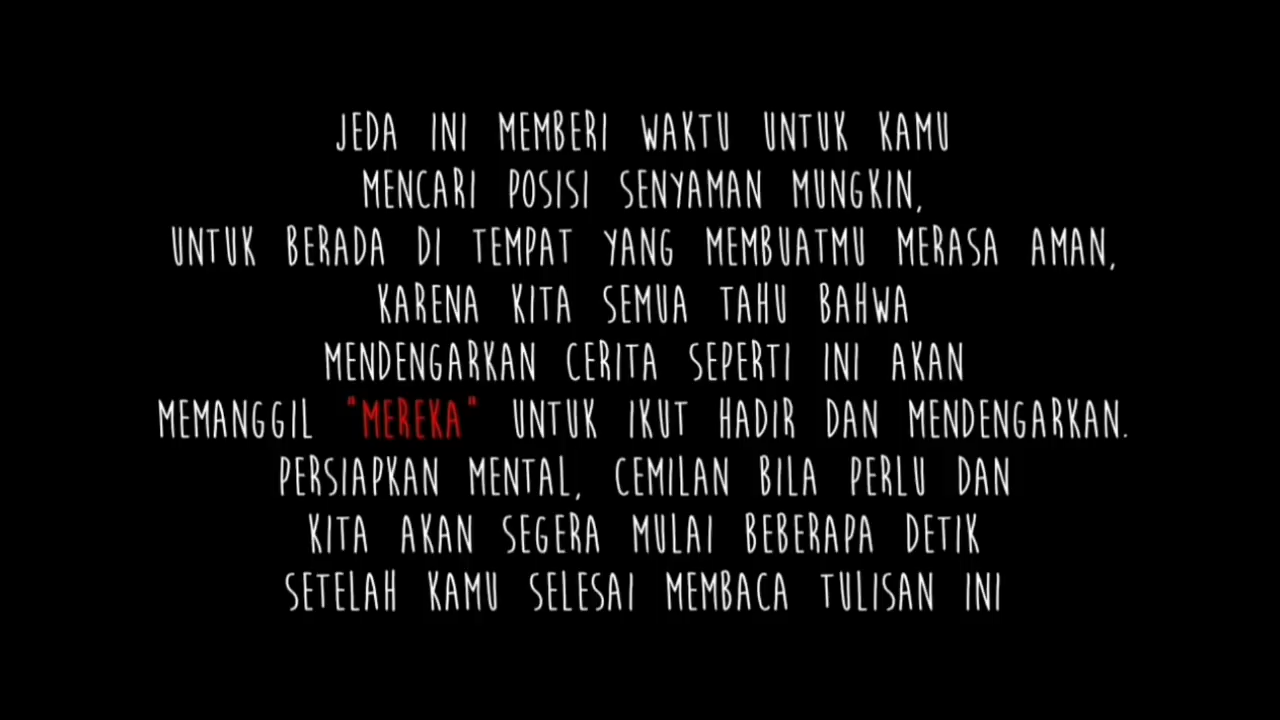 JEDA INI MEMBERI WAKTU UNTUK KAMU
MENCARI POSISI SENYAMAN MUNGKIN,
UNTUK BERADA DI TEMPAT YANG MEMBUATMU MERASA AMAN,
KARENA KITA SEMUA TAHU BAHWA
MENDENGARKAN CERITA SEPERTI INI AKAN
MEMANGGIL "MEREKA" UNTUK IKUT HADIR DAN MENDENGARKAN.
PERSIAPKAN MENTAL, CEMILAN BILA PERLU DAN
KITA AKAN SEGERA MULAI BEBERAPA DETIK
SETELAH KAMU SELESAI MEMBACA TULISAN INI